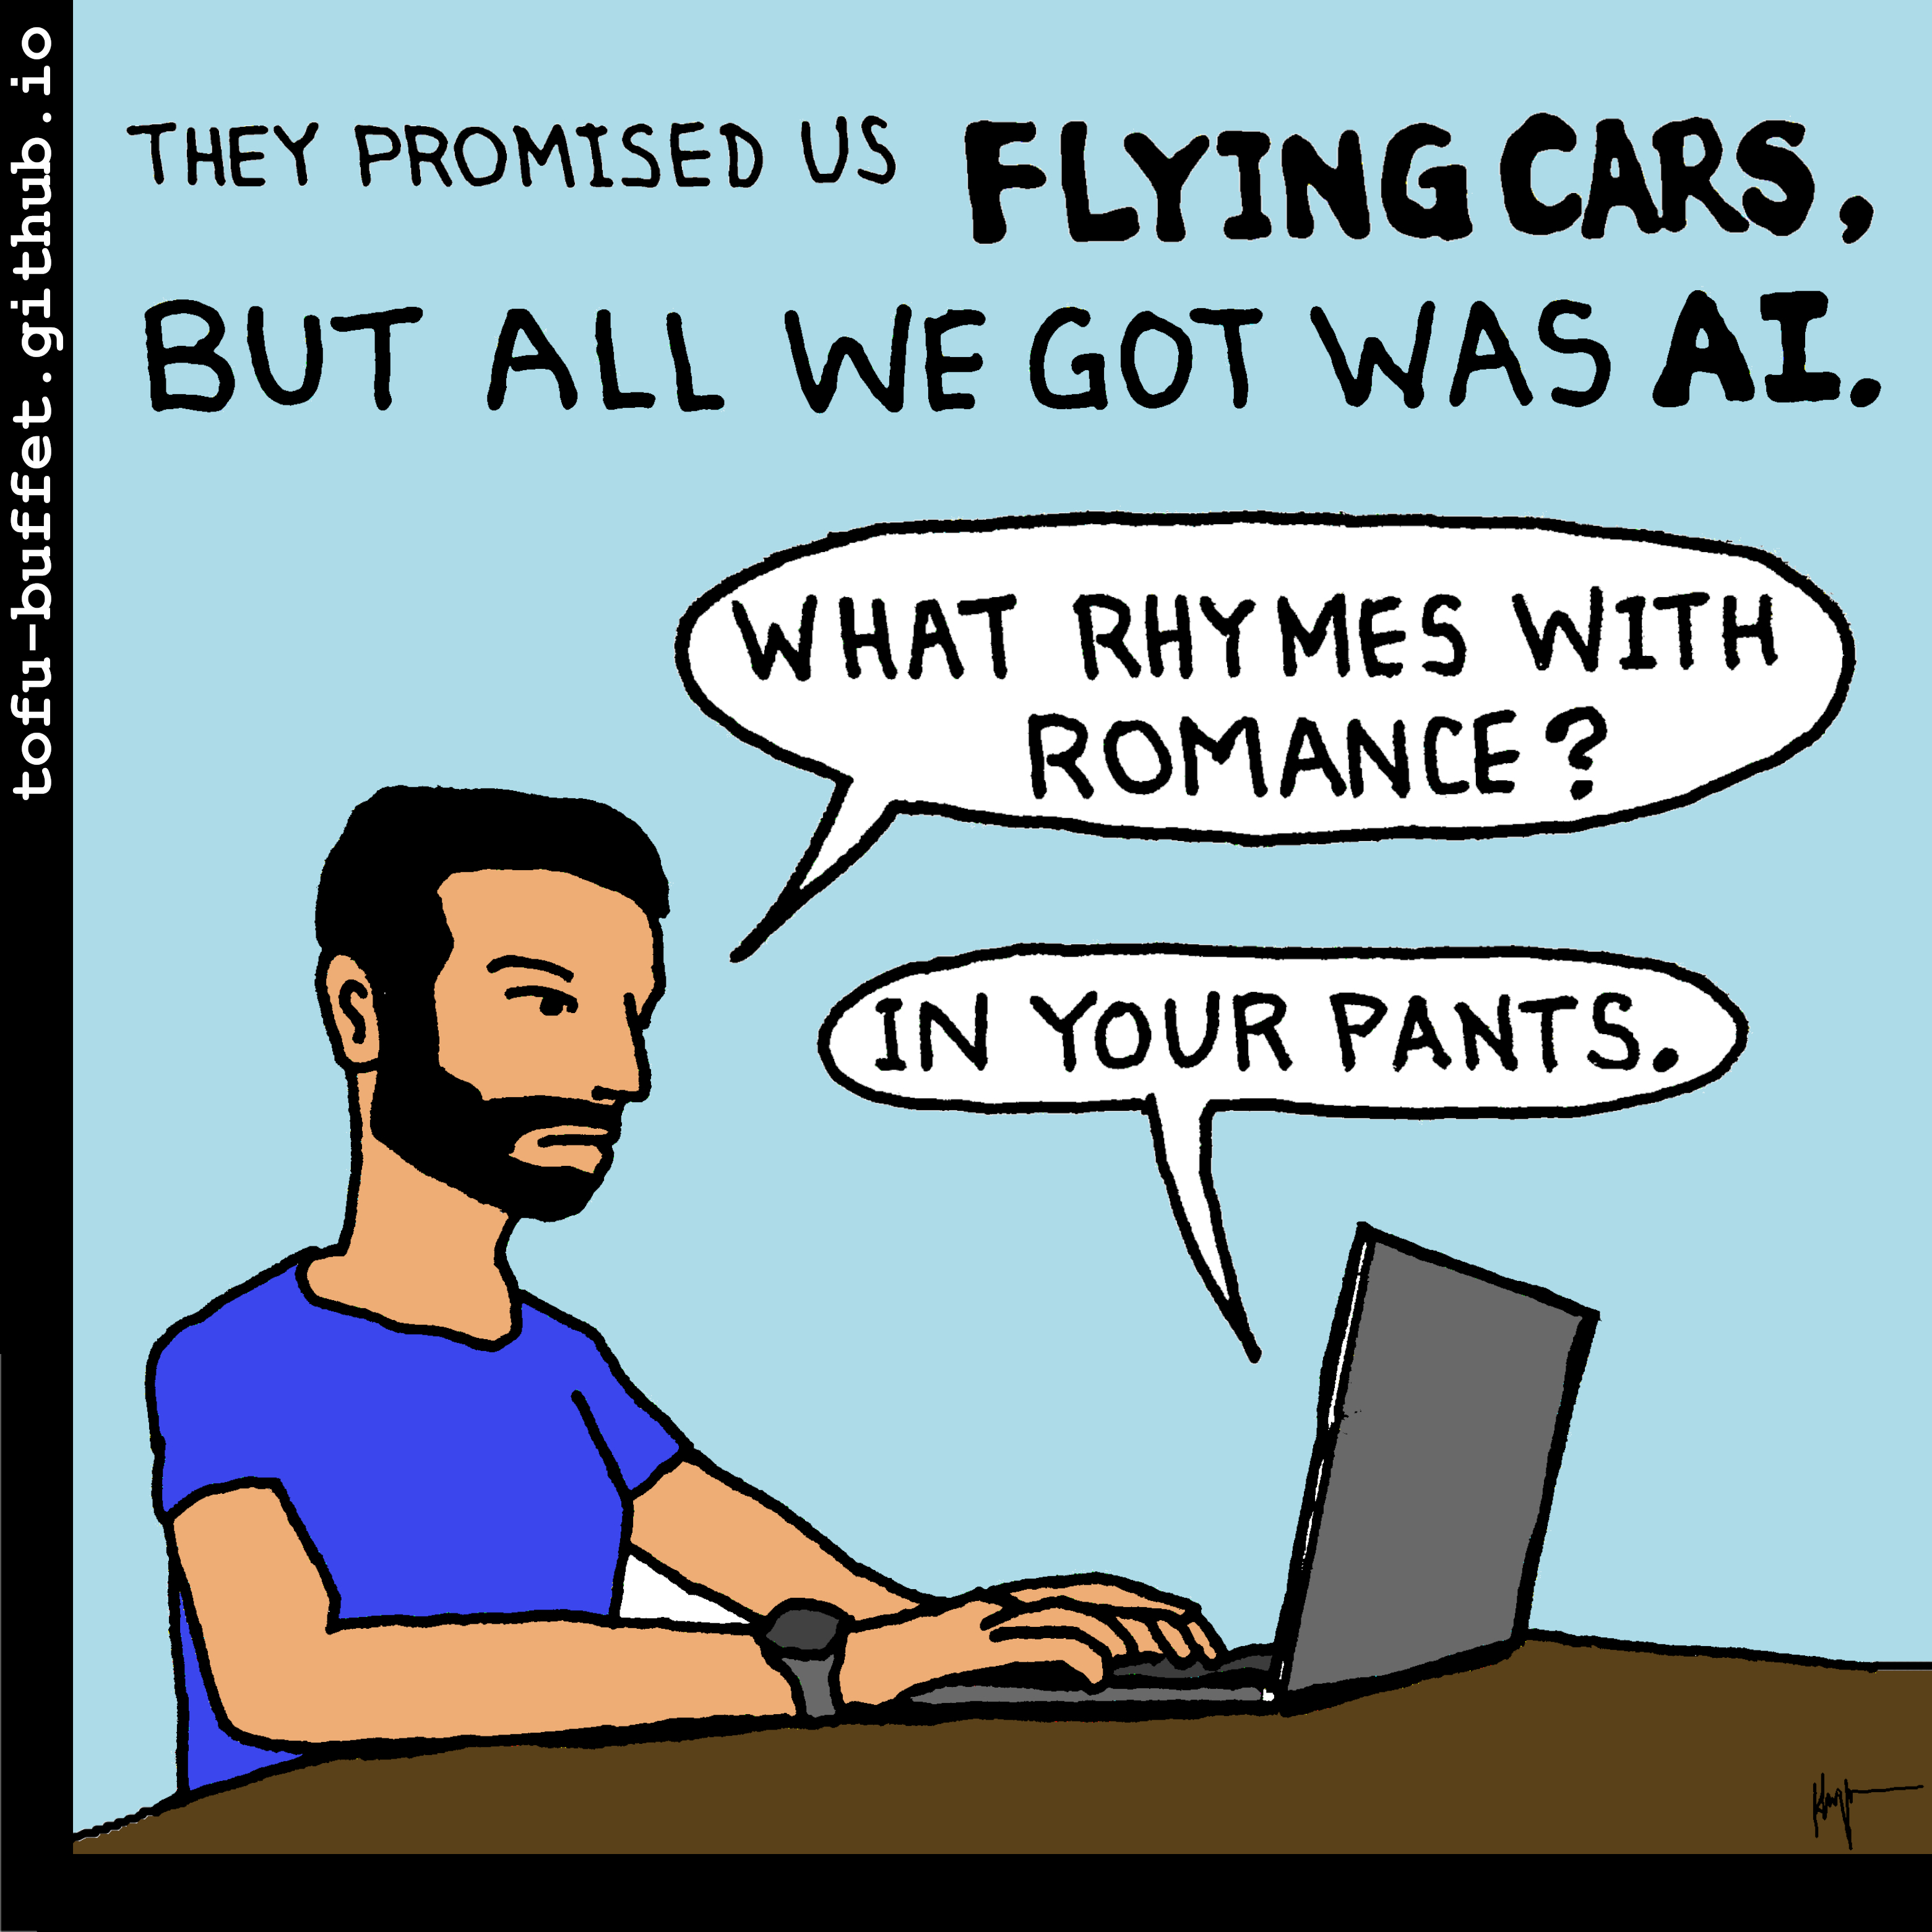 tofu-buffet.github.io
THEY PROMISED US FLYING CARS,
BUT ALL WE GOT WAS AI.
WHAT RHYMES WITH
ROMANCE?
IN YOUR PANTS.